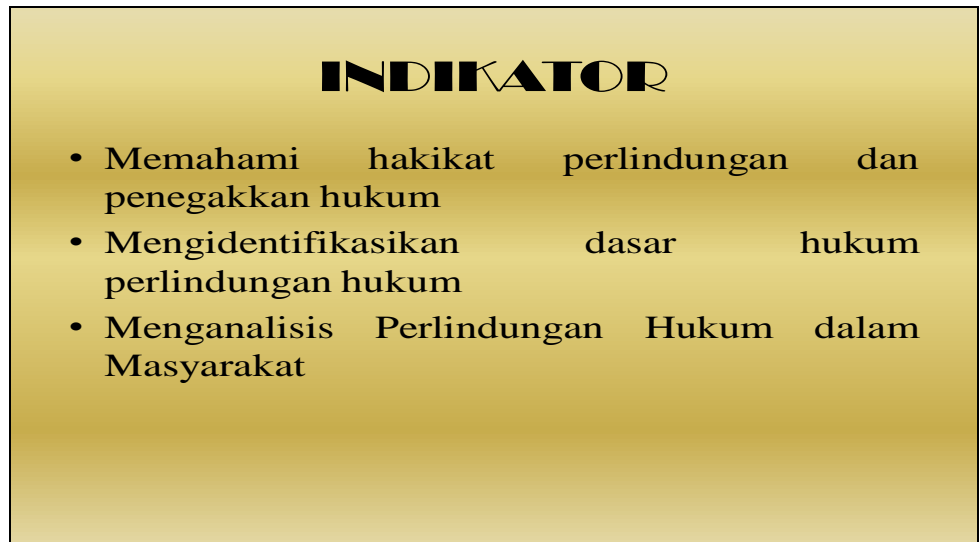 INDIKATOR
• Memahami hakikat perlindungan dan
penegakkan hukum
• Mengidentifikasikan dasar hukum
perlindungan hukum
• Menganalisis Perlindungan Hukum dalam
Masyarakat